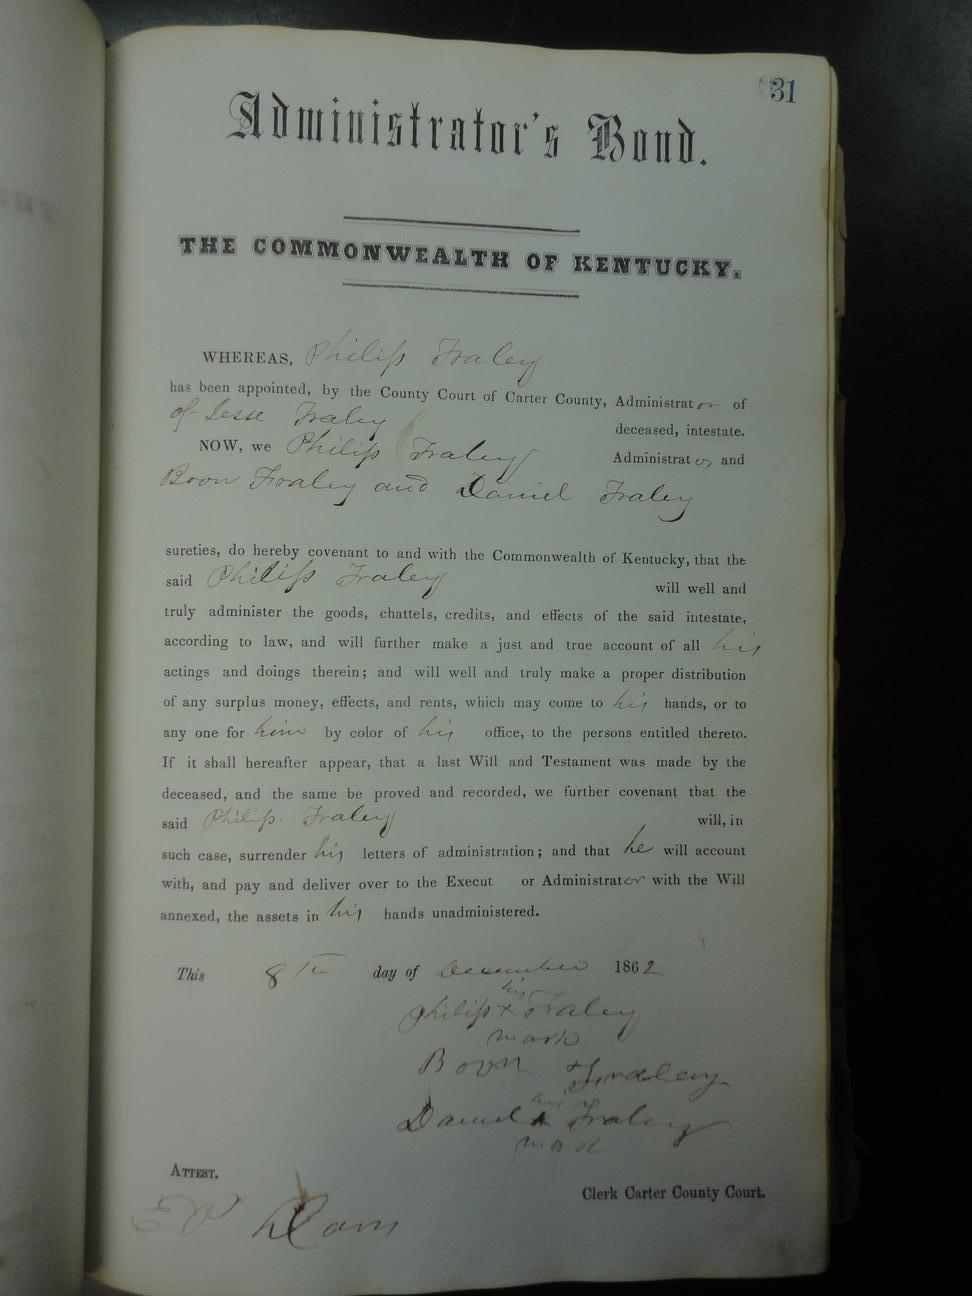 31
Administrator's Bond.
THE COMMONWEALTH OF KENTUCKY.
WHEREAS, Philip Fraley
has been appointed, by the County Court of Carter County, Administrator of
of Jesse Fraley deceased, intestate.
NOW, we Philip Fraley Administrator and
Boon Fraley and Daniel Fraley
sureties, do hereby covenant to and with the Commonwealth of Kentucky, that the
said Philip Fraley will well and
truly administer the goods, chattels, credits, and effects of the said intestate,
according to law, and will further make a just and true account of all his
actings and doings therein; and will well and truly make a proper distribution
of any surplus money, effects, and rents, which may come to his hands, or to
any one for him by color of his office, to the persons entitled thereto.
If it shall hereafter appear, that a last Will and Testament was made by the
deceased, and the same be proved and recorded, we further covenant that the
said Philip Fraley will, in
such case, surrender his letters of administration; and that he will account
with, and pay and deliver over to the Execut or Administrator with the Will
annexed, the assets in his hands unadministered.
This 8th day of December 1862
his
Philip x Fraley
mark
Boon Fraley
his
Daniel x Fraley
mark
ATTEST.
Clerk Carter County Court.